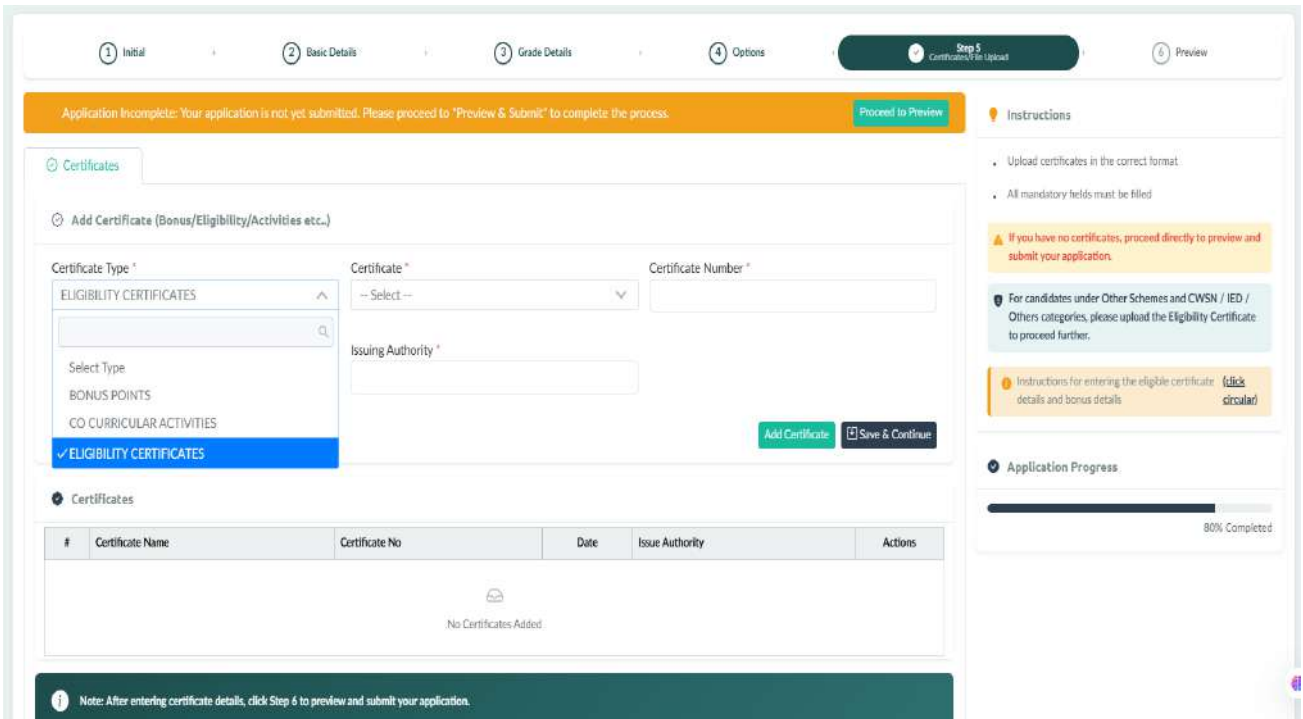 1 Initial
2 Basic Details
3 Grade Details
4 Options
Step 5
Certificates/File Upload
6 Preview
Application Incomplete: Your application is not yet submitted. Please proceed to "Preview & Submit" to complete the process.
Proceed to Preview
Certificates
Add Certificate (Bonus/Eligibility/Activities etc..)
Certificate Type *
Certificate *
Certificate Number *
ELIGIBILITY CERTIFICATES
-- Select --
Select Type
BONUS POINTS
CO CURRICULAR ACTIVITIES
✓ELIGIBILITY CERTIFICATES
Issuing Authority *
Add Certificate
Save & Continue
Certificates
# Certificate Name Certificate No Date Issue Authority Actions
No Certificates Added
Note: After entering certificate details, click Step 6 to preview and submit your application.
Instructions
Upload certificates in the correct format
All mandatory fields must be filled
If you have no certificates, proceed directly to preview and
submit your application.
For candidates under Other Schemes and CWSN / IED /
Others categories, please upload the Eligibility Certificate
to proceed further.
Instructions for entering the eligible certificate (click
details and bonus details circular)
Application Progress
80% Completed